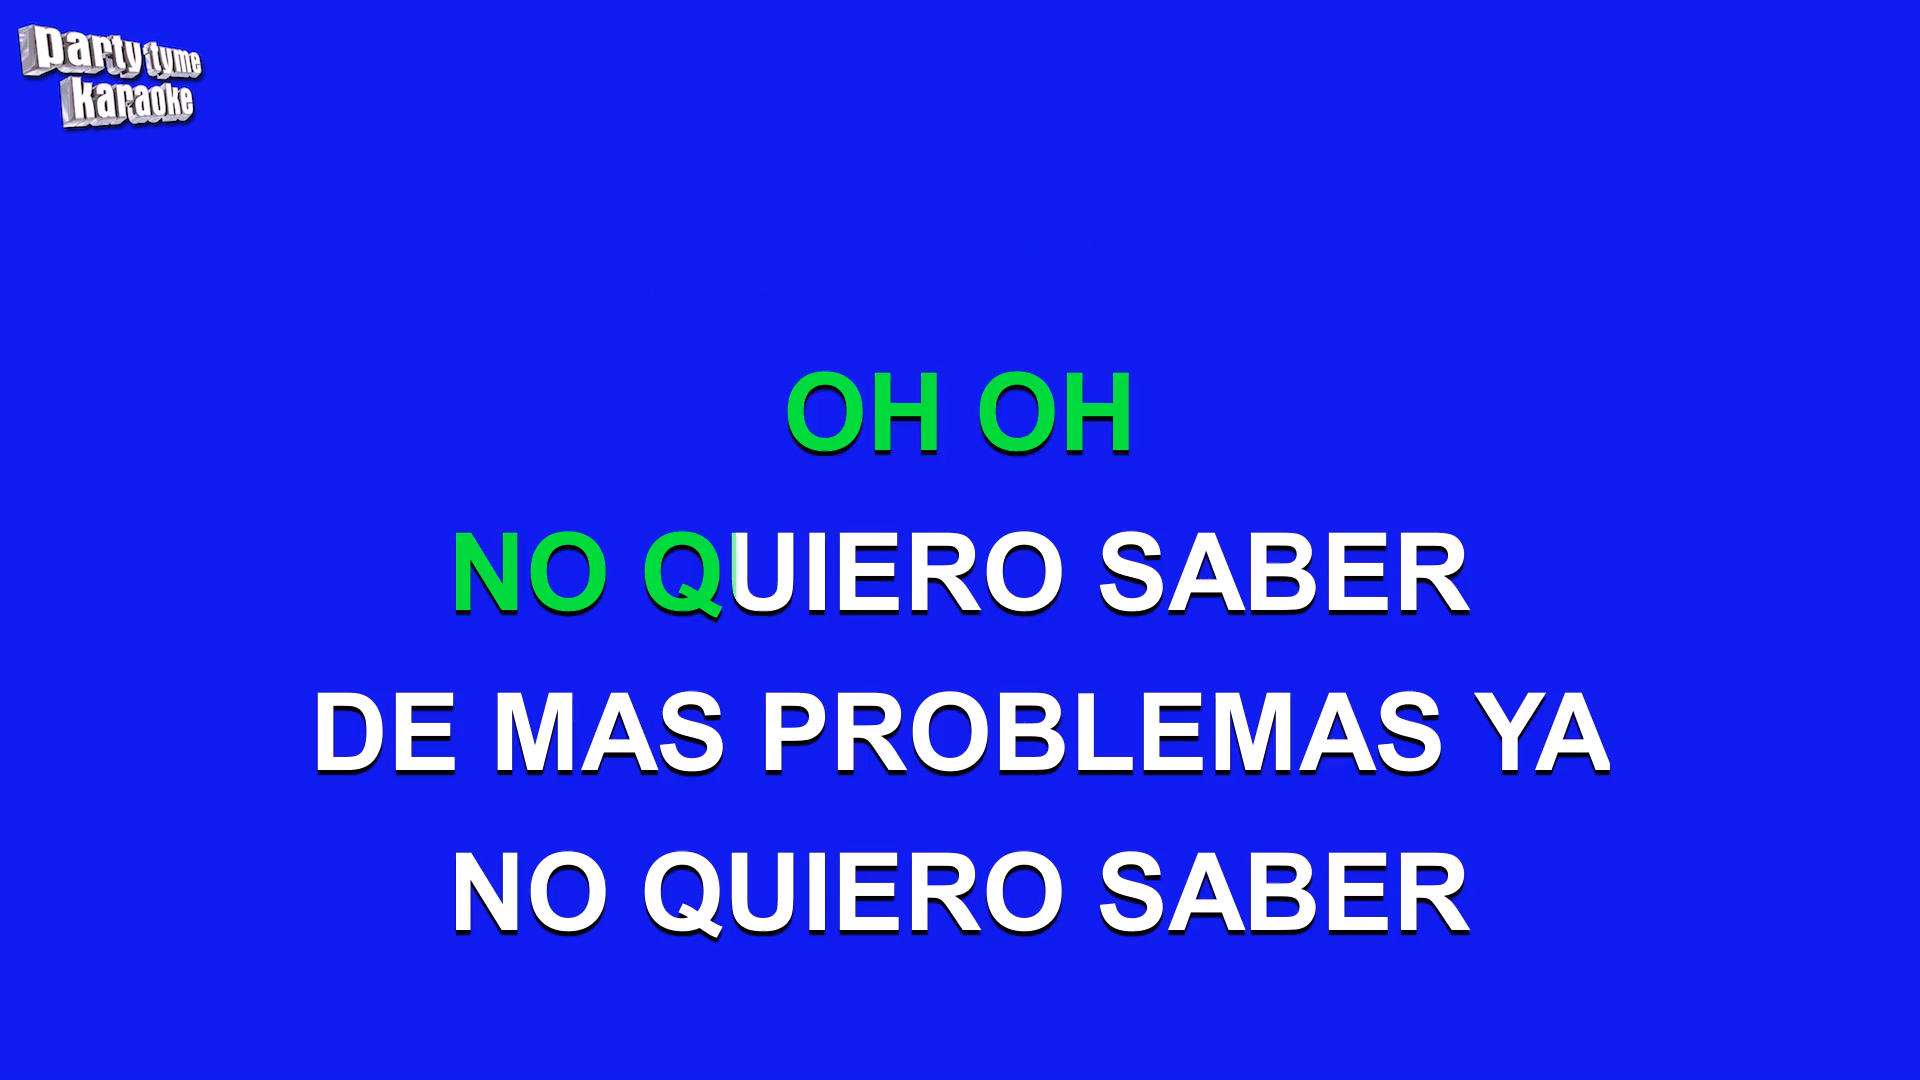 party tyme
karaoke
OH OH
NO QUIERO SABER
DE MAS PROBLEMAS YA
NO QUIERO SABER